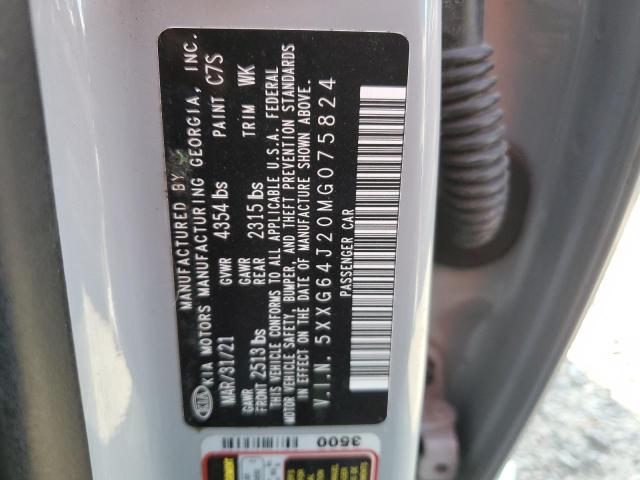 KIA
MANUFACTURED BY
KIA MOTORS MANUFACTURING GEORGIA, INC.
MAR/31/21 GVWR 4354 lbs PAINT C7S
GAWR FRONT 2513 lbs GAWR REAR 2315 lbs TRIM WK
THIS VEHICLE CONFORMS TO ALL APPLICABLE U.S.A. FEDERAL
MOTOR VEHICLE SAFETY, BUMPER, AND THEFT PREVENTION STANDARDS
IN EFFECT ON THE DATE OF MANUFACTURE SHOWN ABOVE.
V.I.N. 5XXG64J20MG075824
PASSENGER CAR
3500